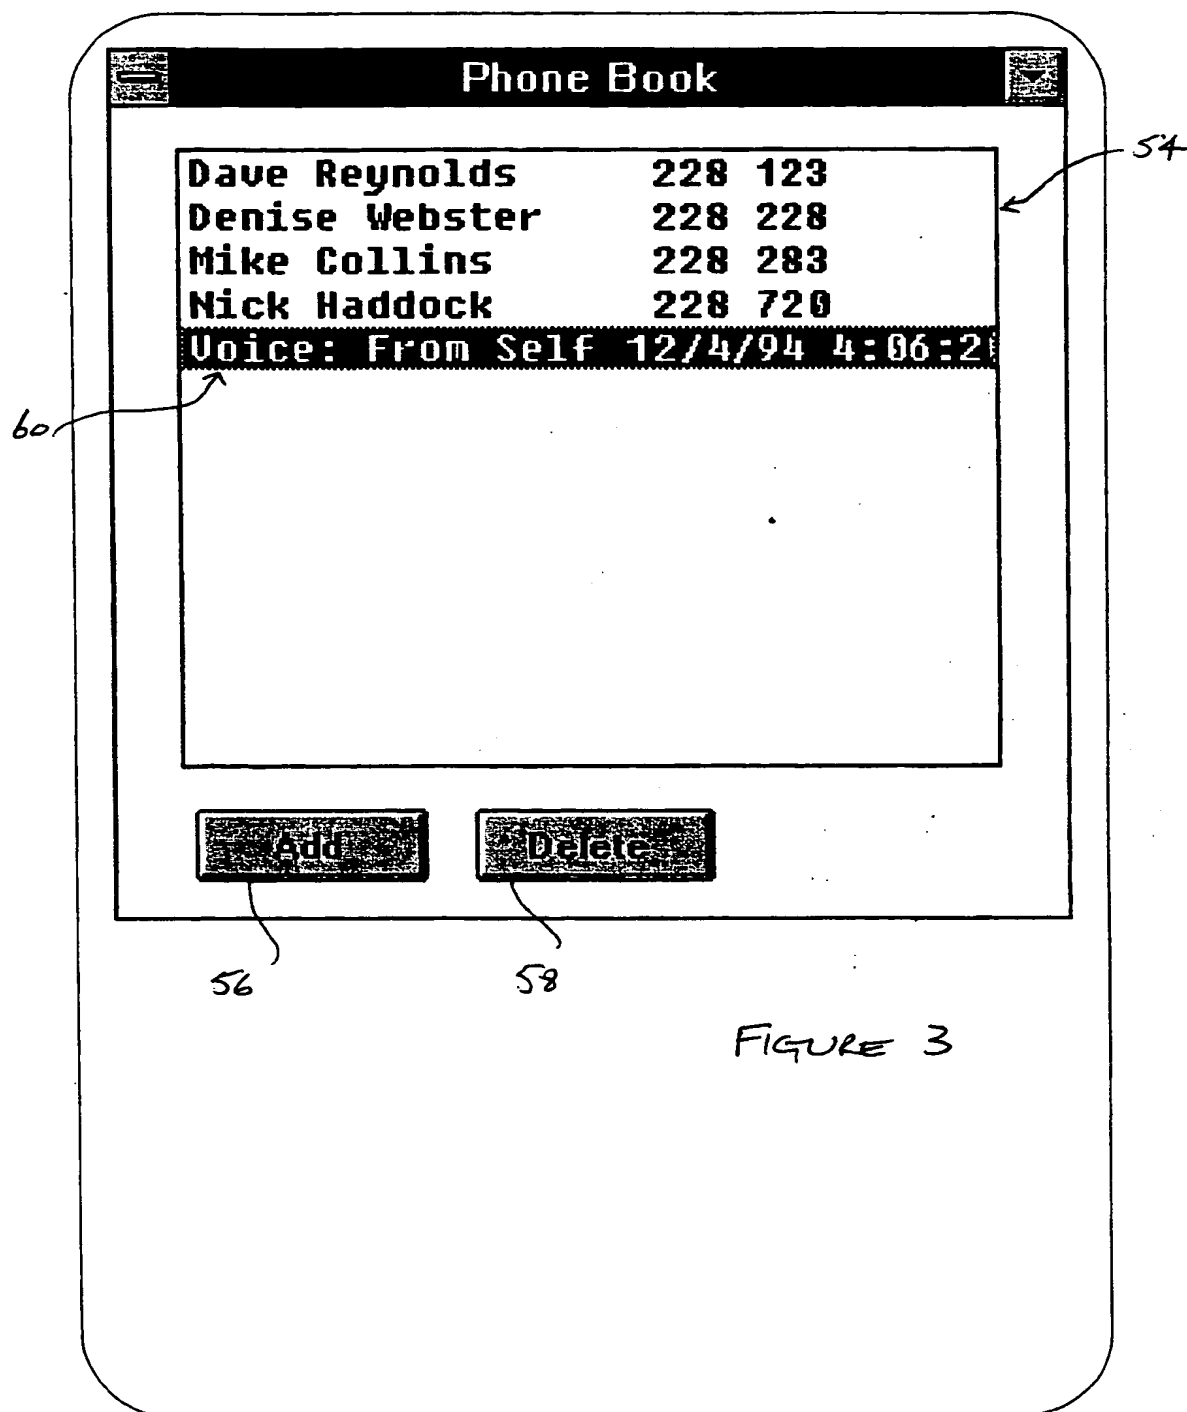 Phone Book
54
Dave Reynolds 228 123
Denise Webster 228 228
Mike Collins 228 283
Nick Haddock 228 720
Voice: From Self 12/4/94 4:06:2
60
Add Delete
56 58
FIGURE 3